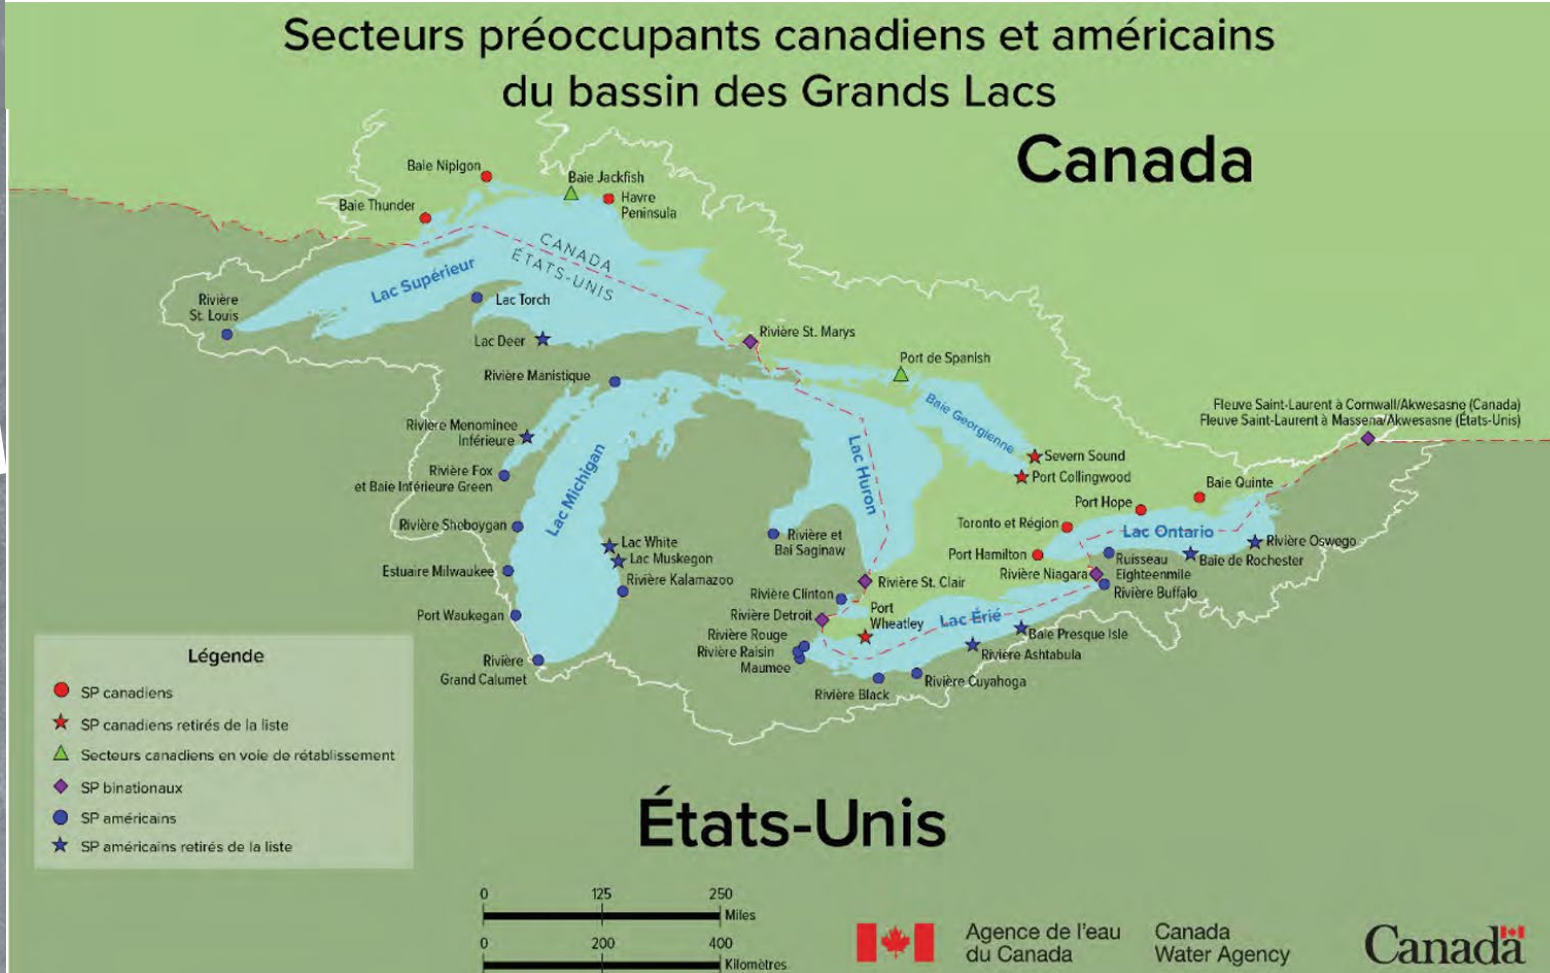 Secteurs préoccupants canadiens et américains
du bassin des Grands Lacs
Canada
Baie Nipigon
Baie Jackfish
Havre
Peninsula
Baie Thunder
CANADA
ÉTATS-UNIS
Lac Supérieur
Rivière
St. Louis
Lac Torch
Lac Deer
Rivière St. Marys
Port de Spanish
Rivière Manistique
Baie Georgienne
Fleuve Saint-Laurent à Cornwall/Akwesasne (Canada)
Fleuve Saint-Laurent à Massena/Akwesasne (États-Unis)
Rivière Menominee
Inférieure
Lac Michigan
Lac Huron
Severn Sound
Port Collingwood
Rivière Fox
et Baie Inférieure Green
Baie Quinte
Port Hope
Toronto et Région
Lac Ontario
Rivière Sheboygan
Rivière et
Bai Saginaw
Rivière Oswego
Lac White
Lac Muskegon
Port Hamilton
Ruisseau
Eighteenmile
Baie de Rochester
Estuaire Milwaukee
Rivière Kalamazoo
Rivière St. Clair
Rivière Niagara
Rivière Buffalo
Rivière Clinton
Port
Wheatley
Port Waukegan
Rivière Detroit
Lac Érié
Baie Presque Isle
Rivière Rouge
Rivière Raisin
Maumee
Rivière Ashtabula
Rivière
Grand Calumet
Rivière Cuyahoga
Rivière Black
Légende
SP canadiens
SP canadiens retirés de la liste
Secteurs canadiens en voie de rétablissement
SP binationaux
SP américains
SP américains retirés de la liste
États-Unis
0 125 250
Miles
0 200 400
Kilomètres
Agence de l'eau
du Canada
Canada
Water Agency
Canada